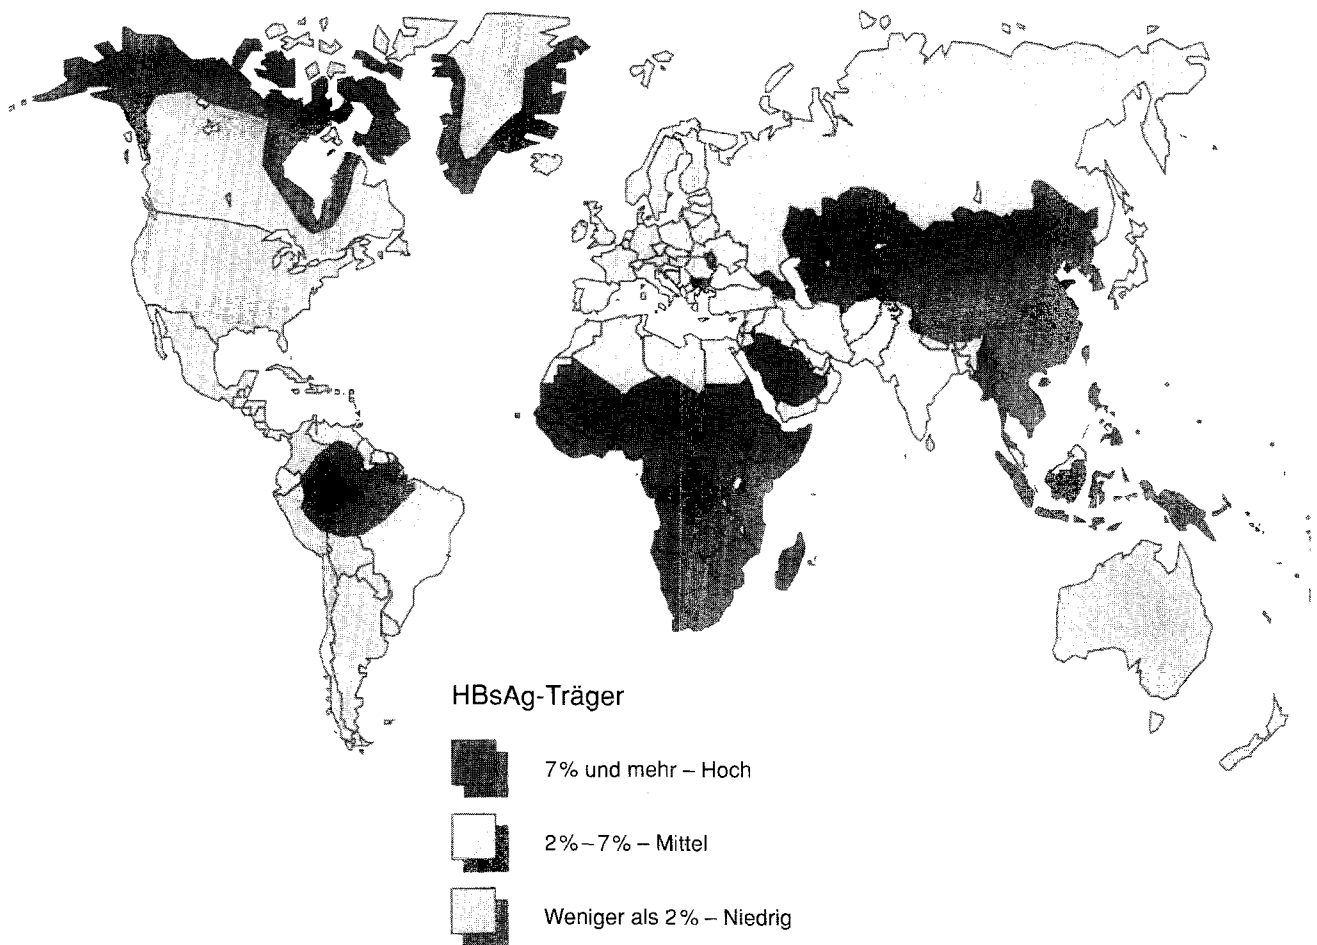 HBsAg-Träger
7% und mehr – Hoch
2%–7% – Mittel
Weniger als 2% – Niedrig